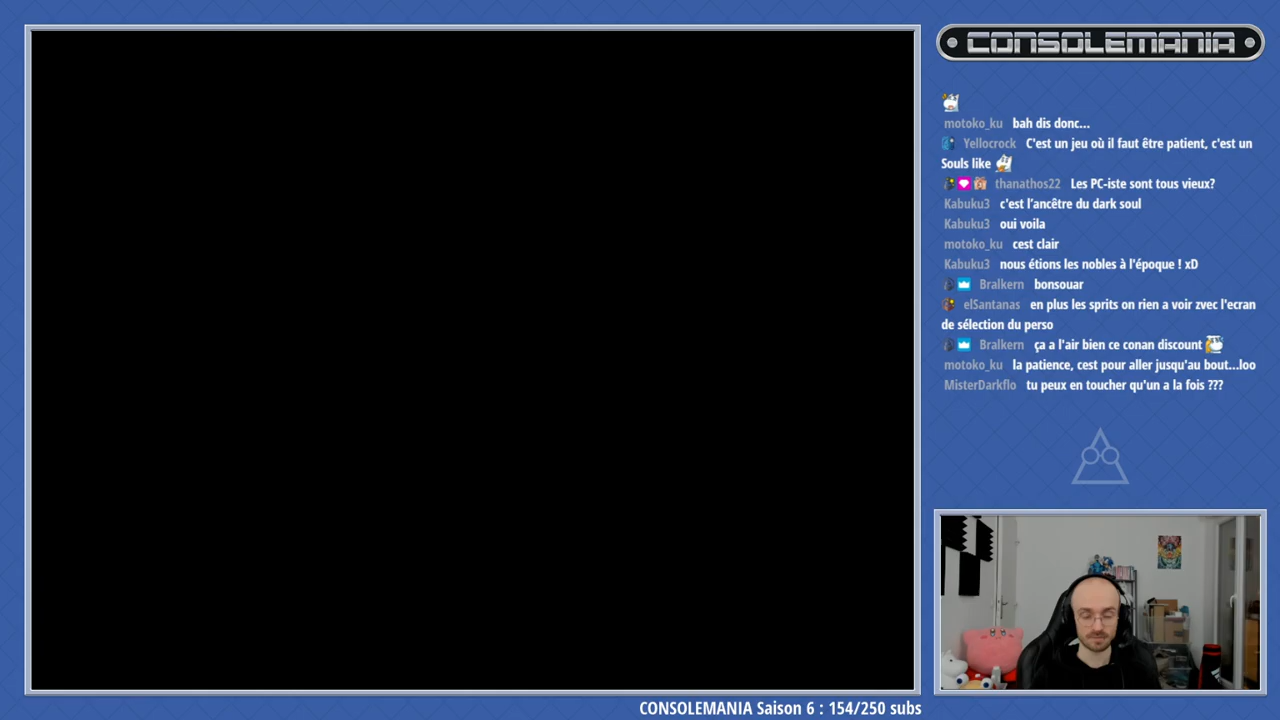 CONSOLEMANIA
motoko_ku bah dis donc...
Yellocrock C'est un jeu où il faut être patient, c'est un
Souls like
thanathos22 Les PC-iste sont tous vieux?
Kabuku3 c'est l'ancêtre du dark soul
Kabuku3 oui voila
motoko_ku cest clair
Kabuku3 nous étions les nobles à l'époque ! xD
Bralkern bonsouar
elSantanas en plus les sprits on rien a voir zvec l'ecran
de sélection du perso
Bralkern ça a l'air bien ce conan discount
motoko_ku la patience, cest pour aller jusqu'au bout...loo
MisterDarkflo tu peux en toucher qu'un a la fois ???
CONSOLEMANIA Saison 6 : 154/250 subs